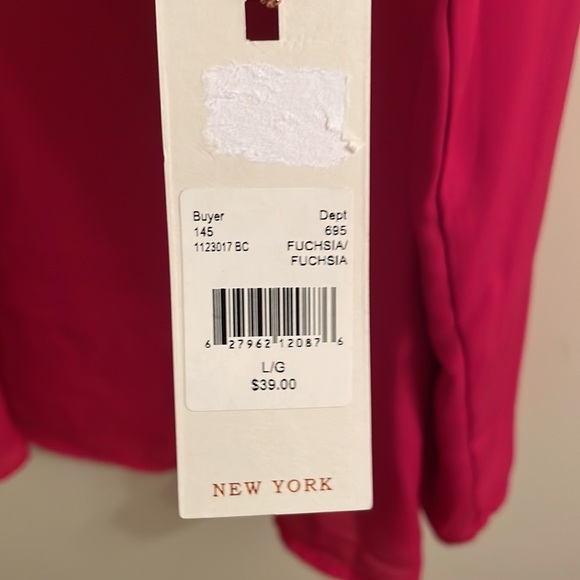 Buyer Dept
145 695
1123017 BC FUCHSIA/
FUCHSIA
6 27962 12087 6
L/G
$39.00
NEW YORK